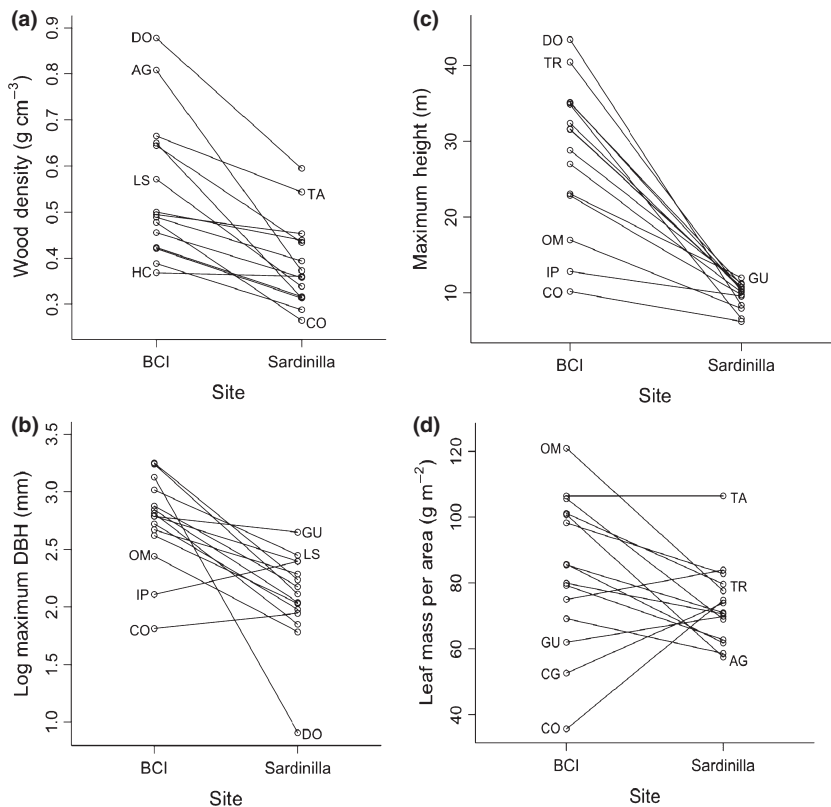 (a)
Wood density (g cm⁻³)
0.9
0.8
0.7
0.6
0.5
0.4
0.3
DO
AG
LS
HC
TA
CO
BCI
Sardinilla
Site
(c)
Maximum height (m)
40
30
20
10
DO
TR
OM
IP
CO
GU
BCI
Sardinilla
Site
(b)
Log maximum DBH (mm)
3.5
3.0
2.5
2.0
1.5
1.0
OM
IP
CO
GU
LS
DO
BCI
Sardinilla
Site
(d)
Leaf mass per area (g m⁻²)
120
100
80
60
40
OM
GU
CG
CO
TA
TR
AG
BCI
Sardinilla
Site